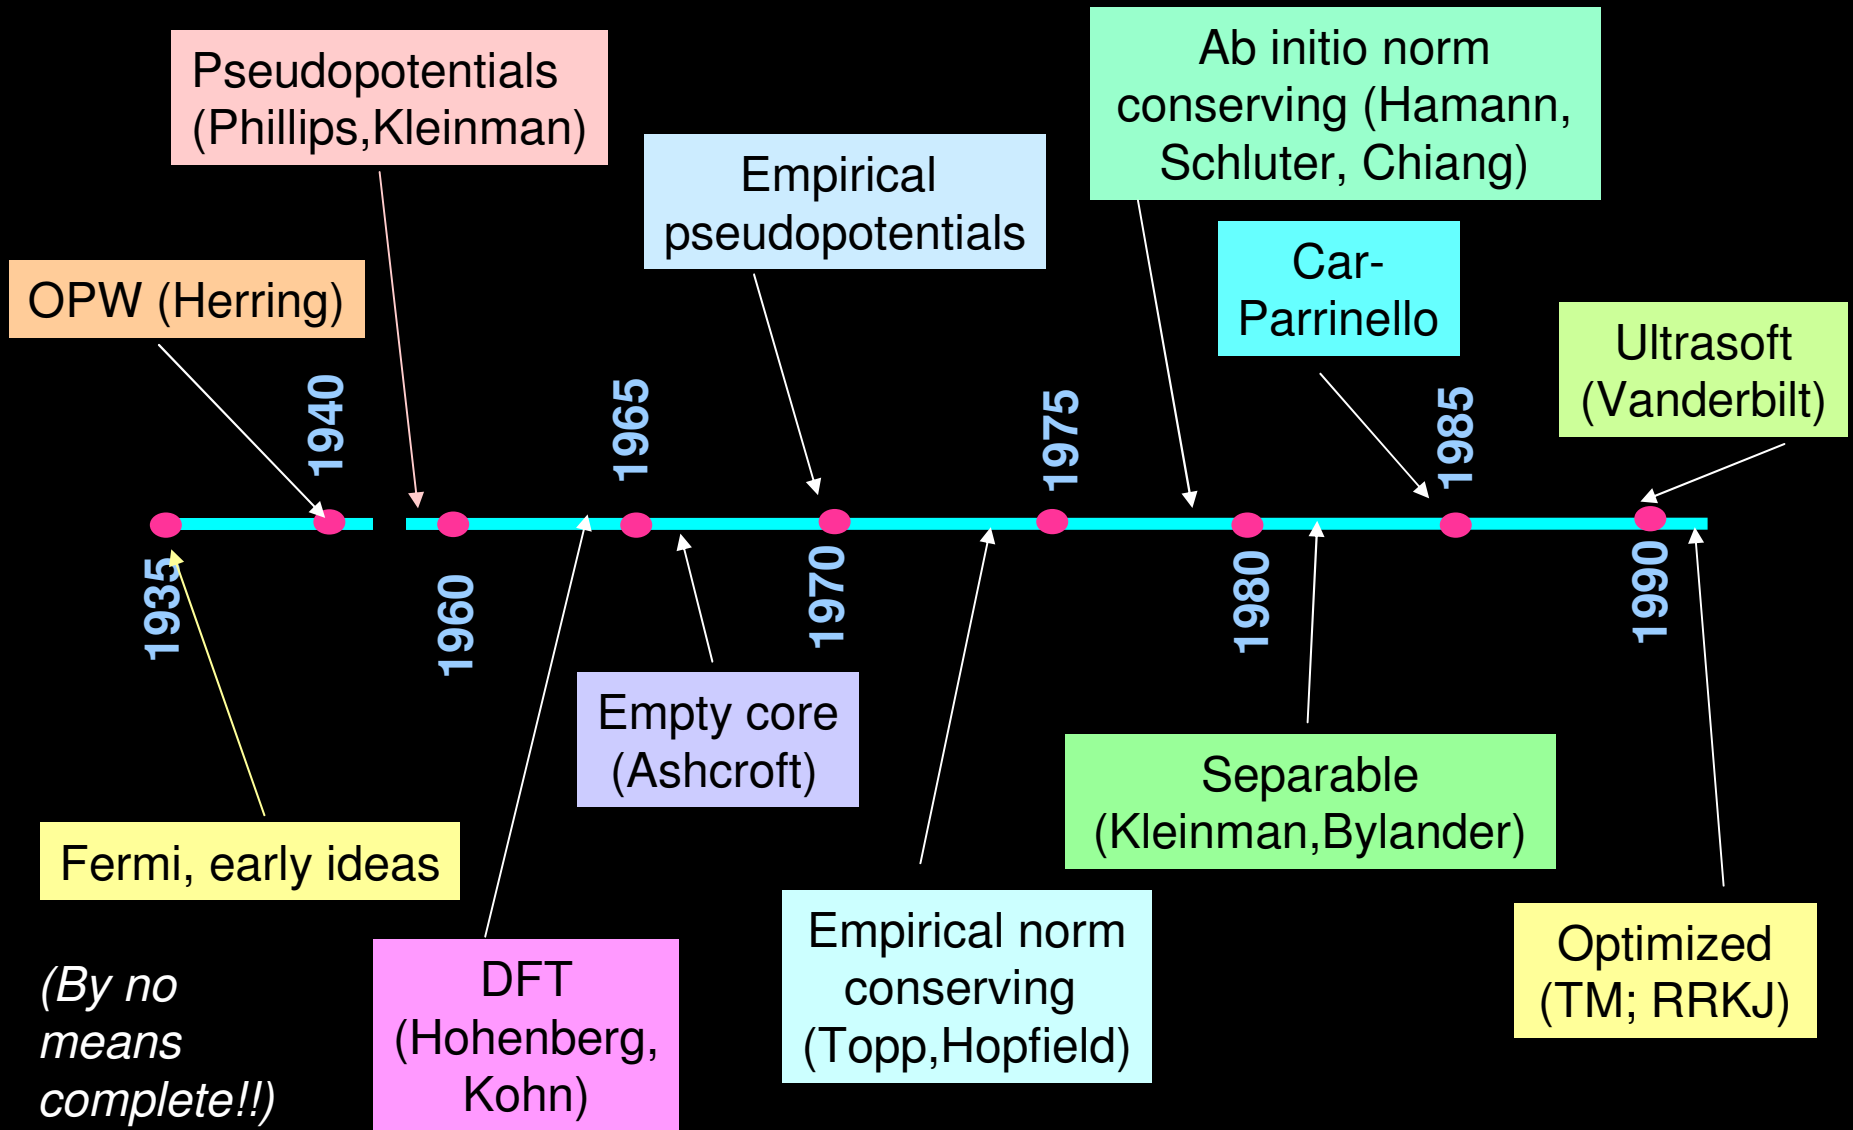 Pseudopotentials
(Phillips,Kleinman)
Ab initio norm
conserving (Hamann,
Schluter, Chiang)
Empirical
pseudopotentials
OPW (Herring)
Car-
Parrinello
Ultrasoft
(Vanderbilt)
1940
1965
1975
1985
1935
1960
1970
1980
1990
Empty core
(Ashcroft)
Separable
(Kleinman,Bylander)
Fermi, early ideas
Empirical norm
conserving
(Topp,Hopfield)
Optimized
(TM; RRKJ)
DFT
(Hohenberg,
Kohn)
(By no
means
complete!!)